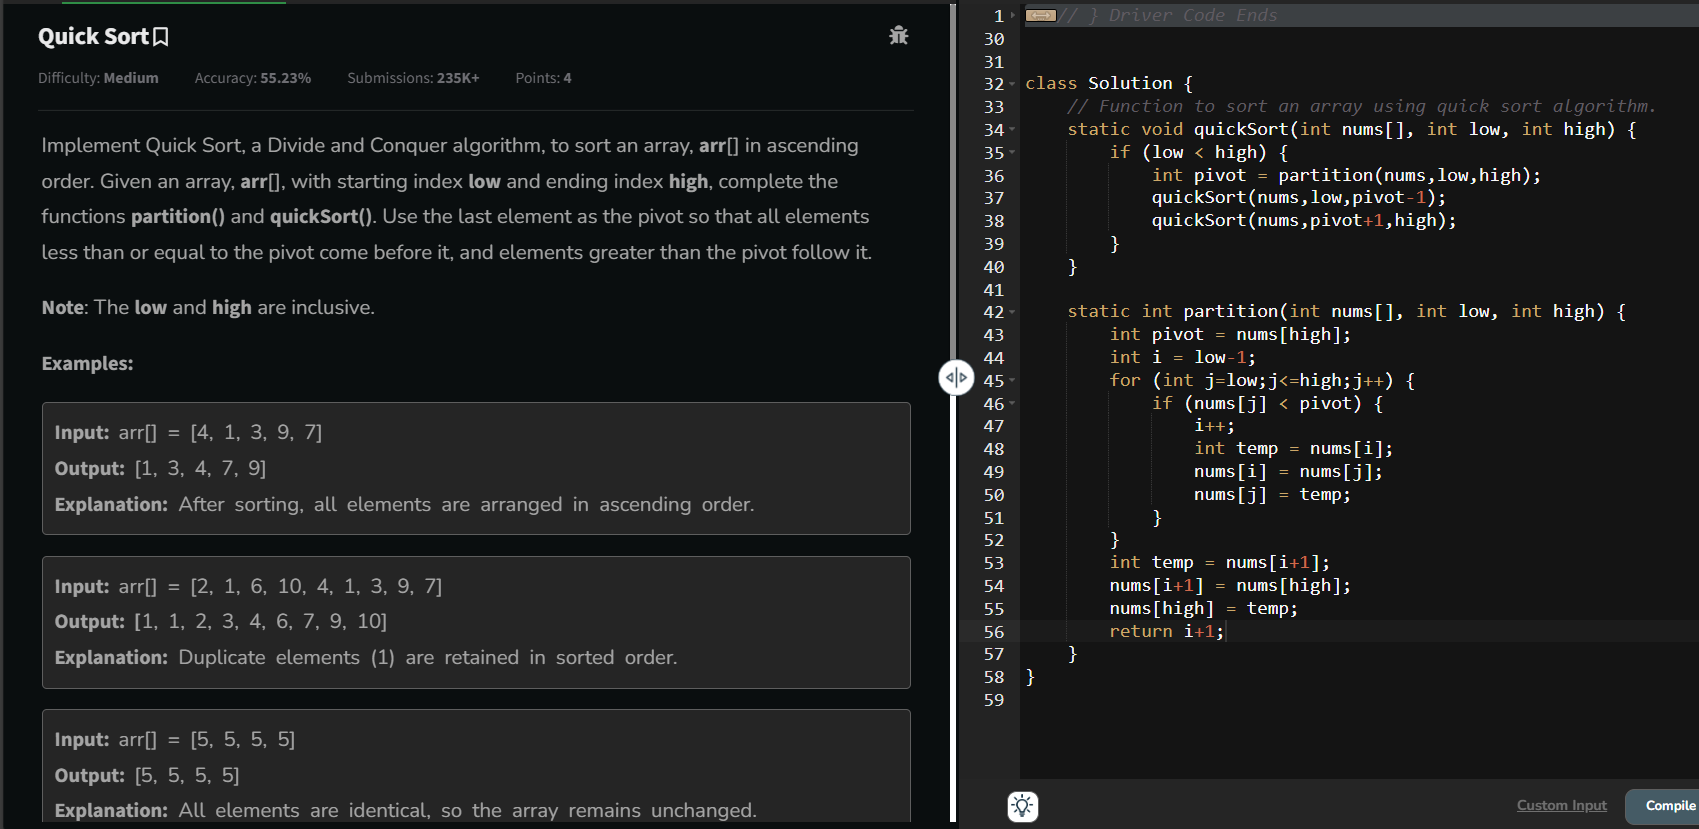 Quick Sort
Difficulty: Medium Accuracy: 55.23% Submissions: 235K+ Points: 4
Implement Quick Sort, a Divide and Conquer algorithm, to sort an array, arr[] in ascending
order. Given an array, arr[], with starting index low and ending index high, complete the
functions partition() and quickSort(). Use the last element as the pivot so that all elements
less than or equal to the pivot come before it, and elements greater than the pivot follow it.
Note: The low and high are inclusive.
Examples:
Input: arr[] = [4, 1, 3, 9, 7]
Output: [1, 3, 4, 7, 9]
Explanation: After sorting, all elements are arranged in ascending order.
Input: arr[] = [2, 1, 6, 10, 4, 1, 3, 9, 7]
Output: [1, 1, 2, 3, 4, 6, 7, 9, 10]
Explanation: Duplicate elements (1) are retained in sorted order.
Input: arr[] = [5, 5, 5, 5]
Output: [5, 5, 5, 5]
Explanation: All elements are identical, so the array remains unchanged.
1 // } Driver Code Ends
30
31
32 class Solution {
33     // Function to sort an array using quick sort algorithm.
34     static void quickSort(int nums[], int low, int high) {
35         if (low < high) {
36             int pivot = partition(nums,low,high);
37             quickSort(nums,low,pivot-1);
38             quickSort(nums,pivot+1,high);
39         }
40     }
41
42     static int partition(int nums[], int low, int high) {
43         int pivot = nums[high];
44         int i = low-1;
45         for (int j=low;j<=high;j++) {
46             if (nums[j] < pivot) {
47                 i++;
48                 int temp = nums[i];
49                 nums[i] = nums[j];
50                 nums[j] = temp;
51             }
52         }
53         int temp = nums[i+1];
54         nums[i+1] = nums[high];
55         nums[high] = temp;
56         return i+1;
57     }
58 }
59
Custom Input Compile